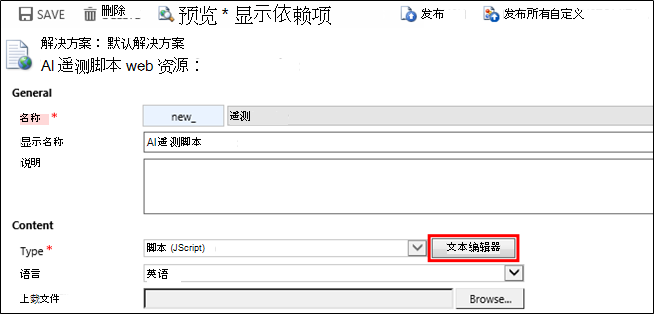 SAVE 删除 预览 * 显示依赖项 发布 发布所有自定义
解决方案： 默认解决方案
AI 遥测脚本 web 资源：
General
名称 * new_ 遥测
显示名称 AI遥测脚本
说明
Content
Type * 脚本 (JScript) 文本编辑器
语言 英语
上载文件 Browse...